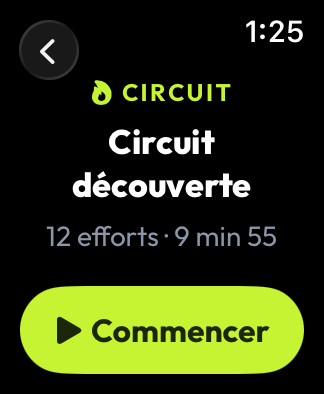 1:25
CIRCUIT
Circuit
découverte
12 efforts · 9 min 55
Commencer